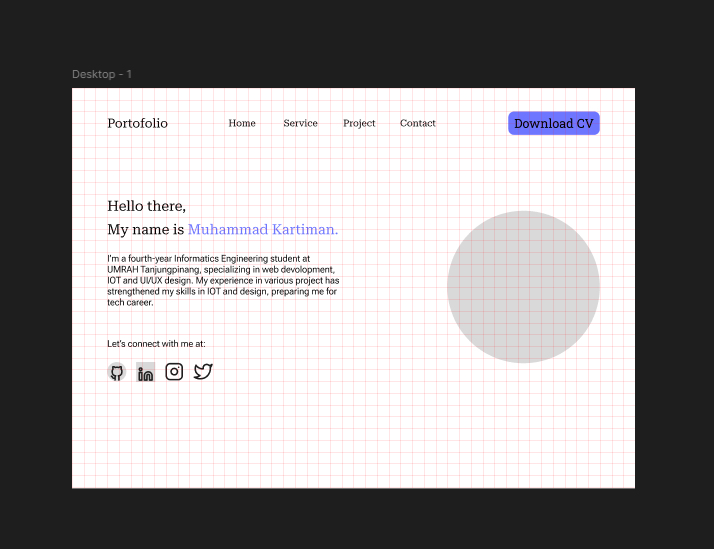 Desktop - 1
Portofolio
Home
Service
Project
Contact
Download CV
Hello there,
My name is Muhammad Kartiman.
I'm a fourth-year Informatics Engineering student at
UMRAH Tanjungpinang, specializing in web devolopment,
IOT and UI/UX design. My experience in various project has
strengthened my skills in IOT and design, preparing me for
tech career.
Let's connect with me at:
in